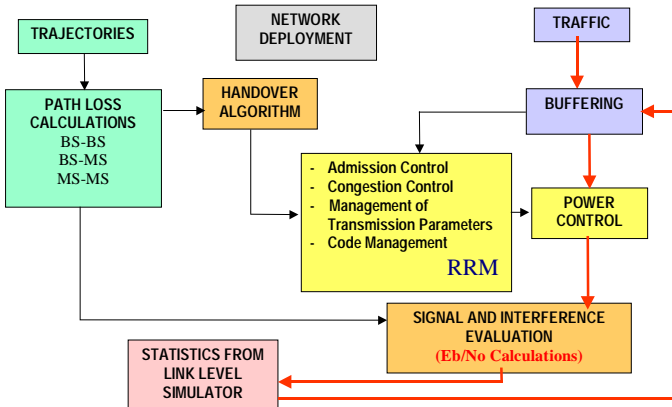 TRAJECTORIES
NETWORK
DEPLOYMENT
TRAFFIC
PATH LOSS
CALCULATIONS
BS-BS
BS-MS
MS-MS
HANDOVER
ALGORITHM
BUFFERING
- Admission Control
- Congestion Control
- Management of
Transmission Parameters
- Code Management
RRM
POWER
CONTROL
SIGNAL AND INTERFERENCE
EVALUATION
(Eb/No Calculations)
STATISTICS FROM
LINK LEVEL
SIMULATOR